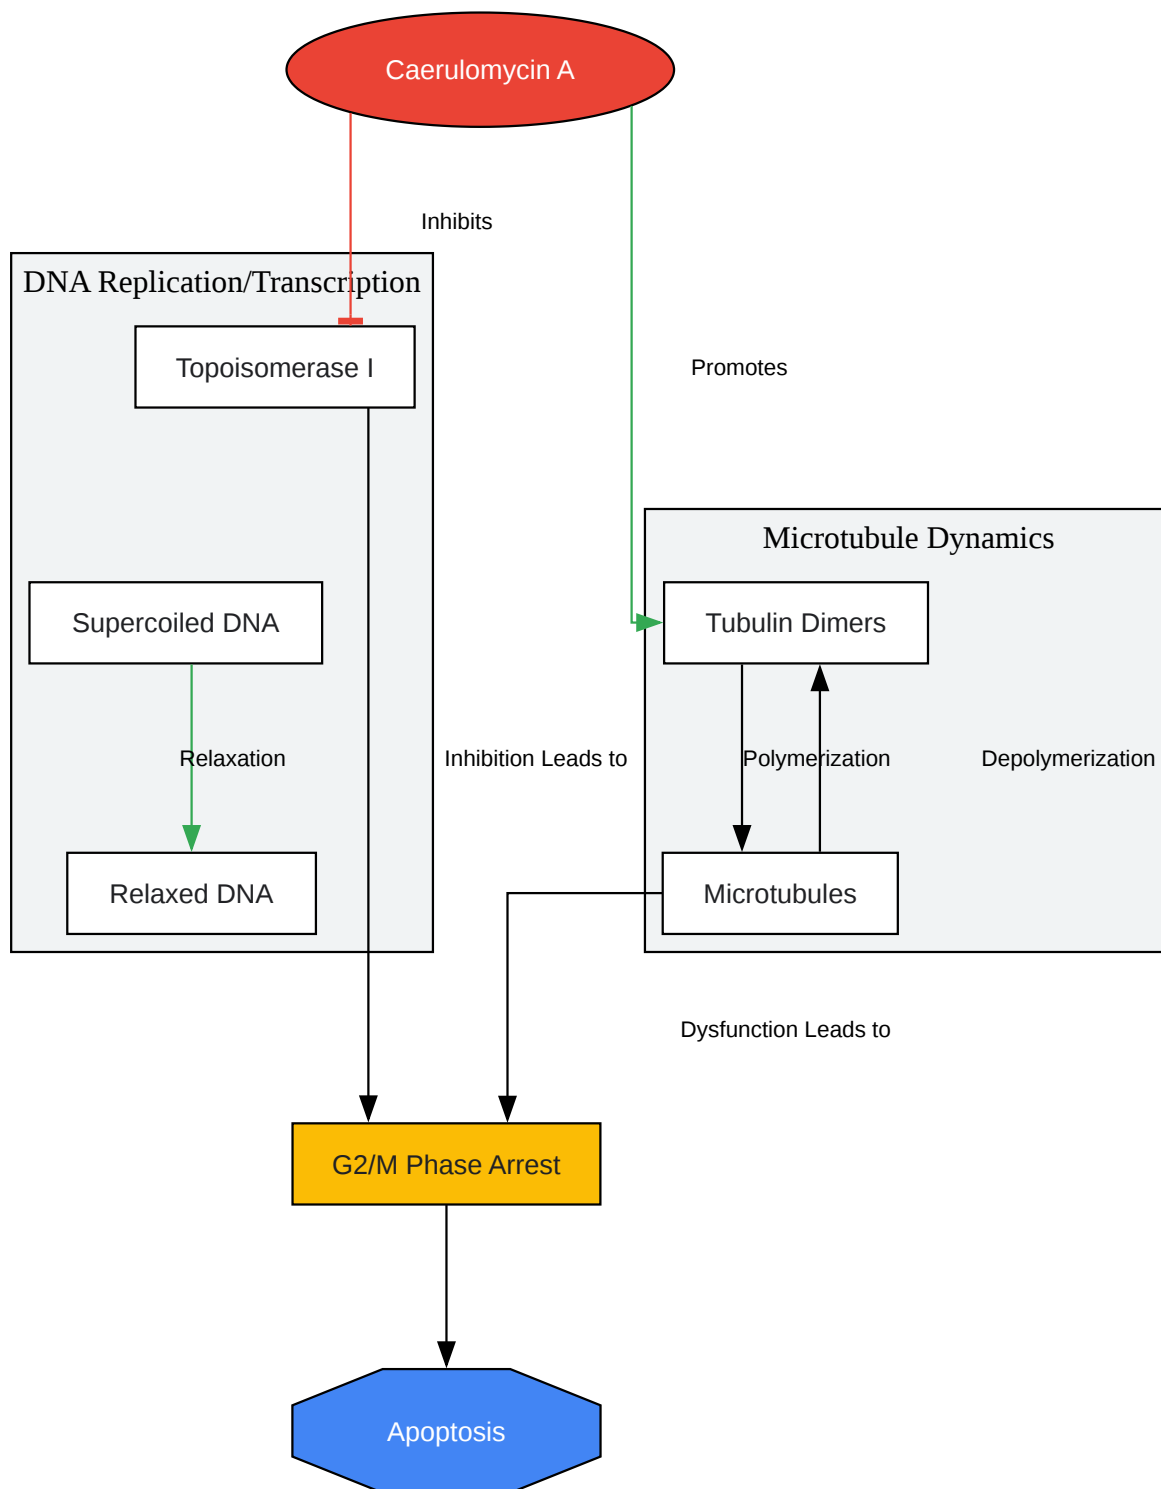 Caerulomycin A
Inhibits
DNA Replication/Transcription
Topoisomerase I
Promotes
Microtubule Dynamics
Supercoiled DNA
Tubulin Dimers
Relaxation
Inhibition Leads to
Polymerization
Depolymerization
Relaxed DNA
Microtubules
Dysfunction Leads to
G2/M Phase Arrest
Apoptosis